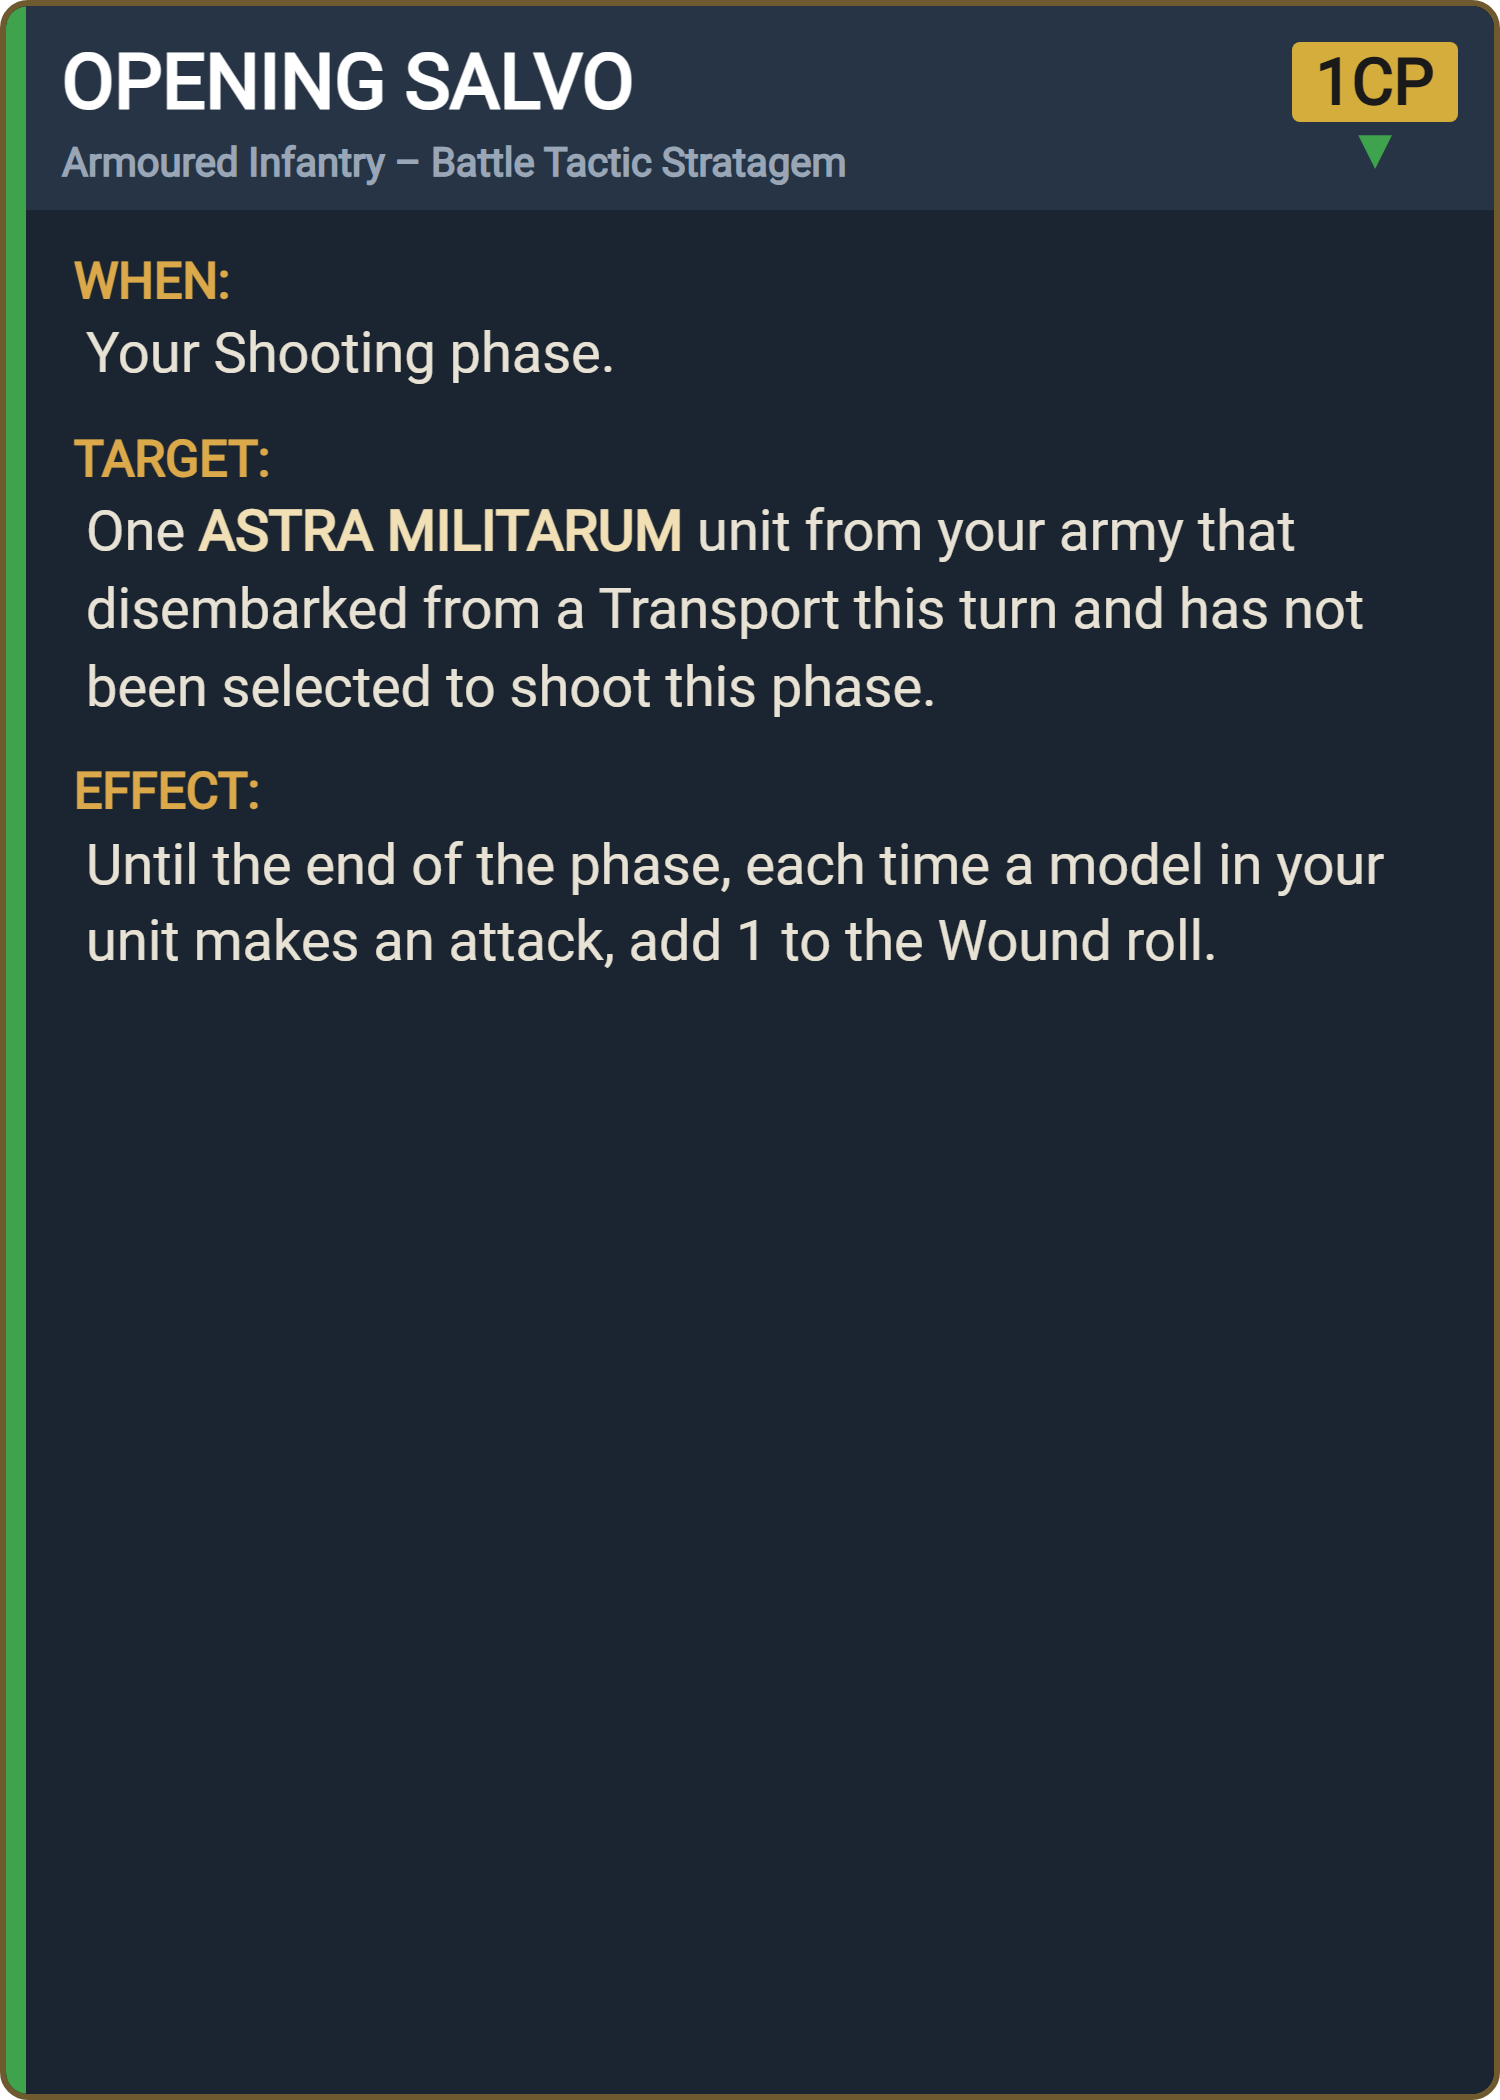 OPENING SALVO
1CP
Armoured Infantry – Battle Tactic Stratagem
WHEN:
Your Shooting phase.
TARGET:
One ASTRA MILITARUM unit from your army that
disembarked from a Transport this turn and has not
been selected to shoot this phase.
EFFECT:
Until the end of the phase, each time a model in your
unit makes an attack, add 1 to the Wound roll.